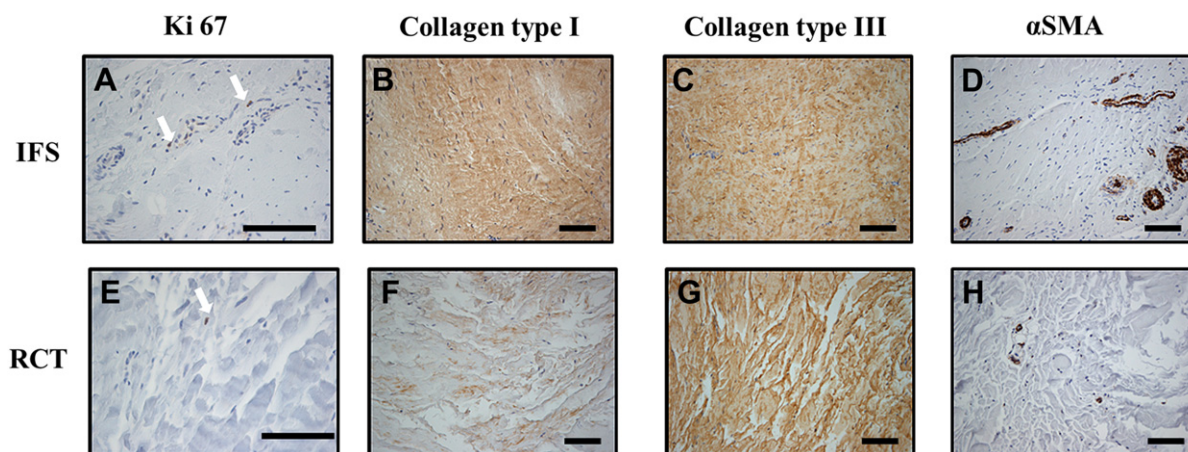 Ki 67 Collagen type I Collagen type III αSMA
IFS
A B C D
RCT
E F G H